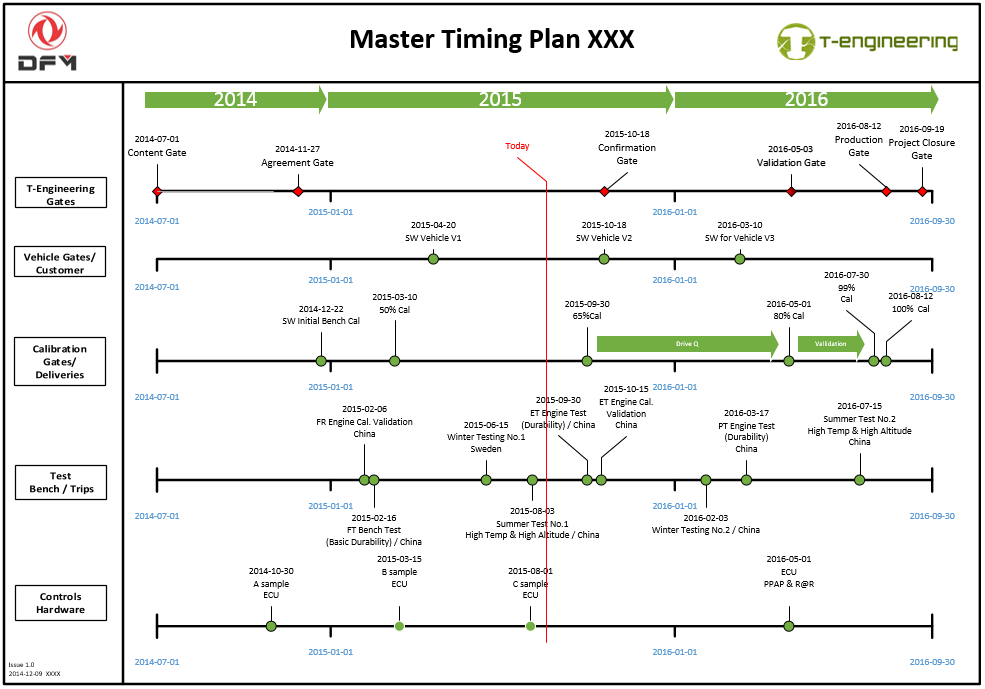 DFM
Master Timing Plan XXX
T-engineering
2014
2015
2016
T-Engineering
Gates
2014-07-01
Content Gate
2014-11-27
Agreement Gate
Today
2015-10-18
Confirmation
Gate
2016-05-03
Validation Gate
2016-08-12
Production
Gate
2016-09-19
Project Closure
Gate
2014-07-01
2015-01-01
2016-01-01
2016-09-30
Vehicle Gates/
Customer
2015-04-20
SW Vehicle V1
2015-10-18
SW Vehicle V2
2016-03-10
SW for Vehicle V3
2014-07-01
2015-01-01
2016-01-01
2016-09-30
Calibration
Gates/
Deliveries
2014-12-22
SW Initial Bench Cal
2015-03-10
50% Cal
2015-09-30
65%Cal
Drive Q
2016-05-01
80% Cal
Vallidation
2016-07-30
99%
Cal
2016-08-12
100% Cal
2014-07-01
2015-01-01
2016-01-01
2016-09-30
Test
Bench / Trips
2015-02-06
FR Engine Cal. Validation
China
2015-02-16
FT Bench Test
(Basic Durability) / China
2015-06-15
Winter Testing No.1
Sweden
2015-08-03
Summer Test No.1
High Temp & High Altitude / China
2015-09-30
ET Engine Test
(Durability) / China
2015-10-15
ET Engine Cal.
Validation
China
2016-02-03
Winter Testing No.2 / China
2016-03-17
PT Engine Test
(Durability)
China
2016-07-15
Summer Test No.2
High Temp & High Altitude
China
2014-07-01
2015-01-01
2016-01-01
2016-09-30
Controls
Hardware
2014-10-30
A sample
ECU
2015-03-15
B sample
ECU
2015-08-01
C sample
ECU
2016-05-01
ECU
PPAP & R@R
2014-07-01
2015-01-01
2016-01-01
2016-09-30
Issue 1.0
2014-12-09 XXXX